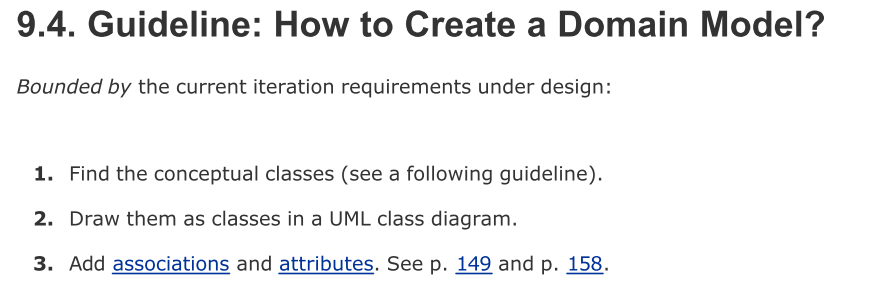 9.4. Guideline: How to Create a Domain Model?
Bounded by the current iteration requirements under design:
1. Find the conceptual classes (see a following guideline).
2. Draw them as classes in a UML class diagram.
3. Add associations and attributes. See p. 149 and p. 158.